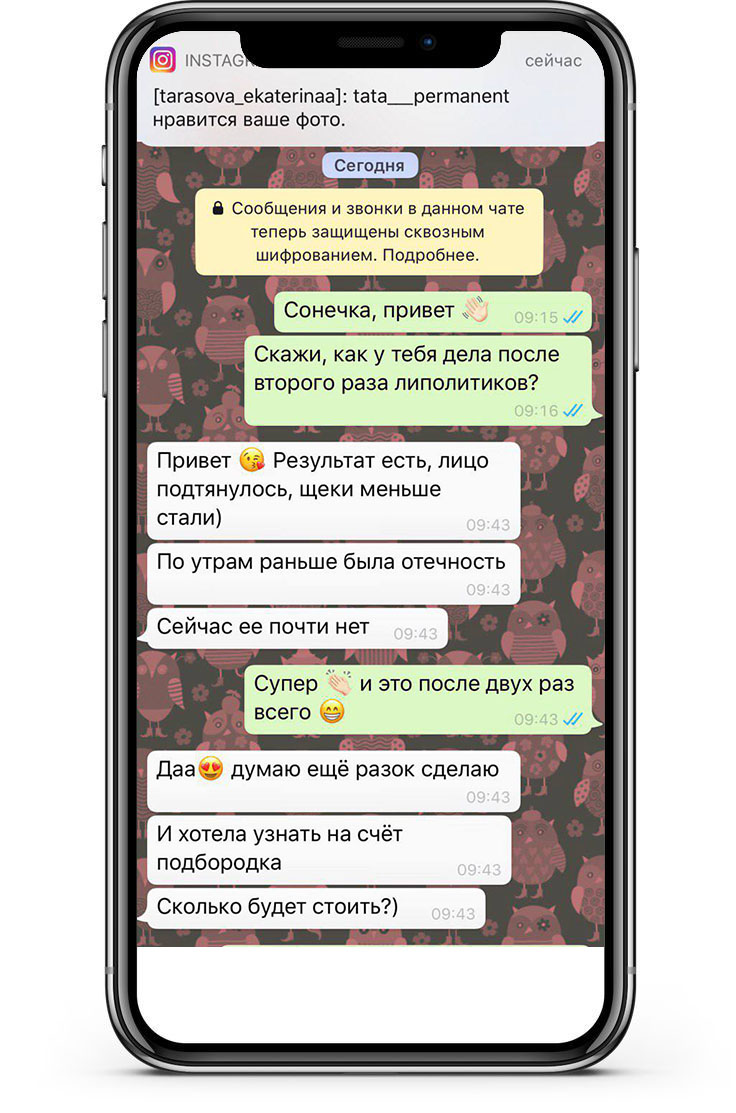 сейчас
[tarasova_ekaterinaa]: tata___permanent
нравится ваше фото.
Сегодня
Сообщения и звонки в данном чате
теперь защищены сквозным
шифрованием. Подробнее.
Сонечка, привет 👋🏻
09:15
Скажи, как у тебя дела после
второго раза липолитиков?
09:16
Привет 😘 Результат есть, лицо
подтянулось, щеки меньше
стали)
09:43
По утрам раньше была отечность
09:43
Сейчас ее почти нет
09:43
Супер 👏🏻 и это после двух раз
всего 😁
09:43
Даа😍 думаю ещё разок сделаю
09:43
И хотела узнать на счёт
подбородка
09:43
Сколько будет стоить?)
09:43